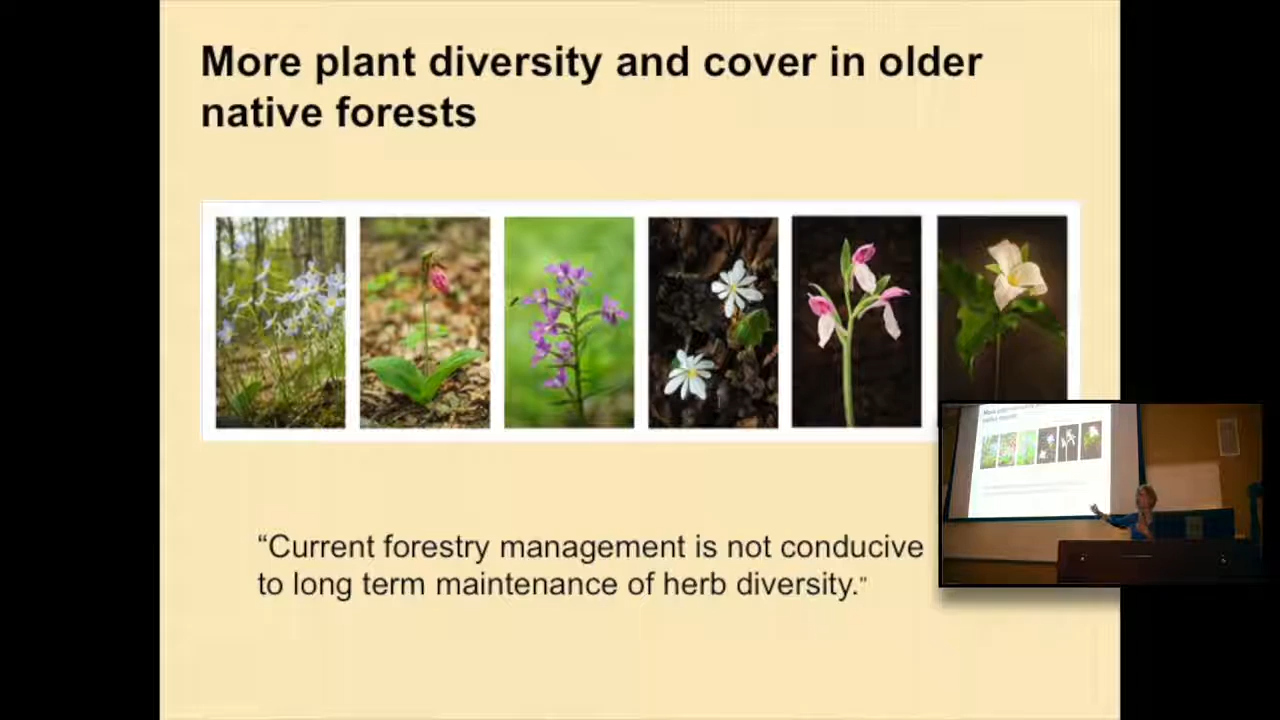 More plant diversity and cover in older
native forests
“Current forestry management is not conducive
to long term maintenance of herb diversity.”